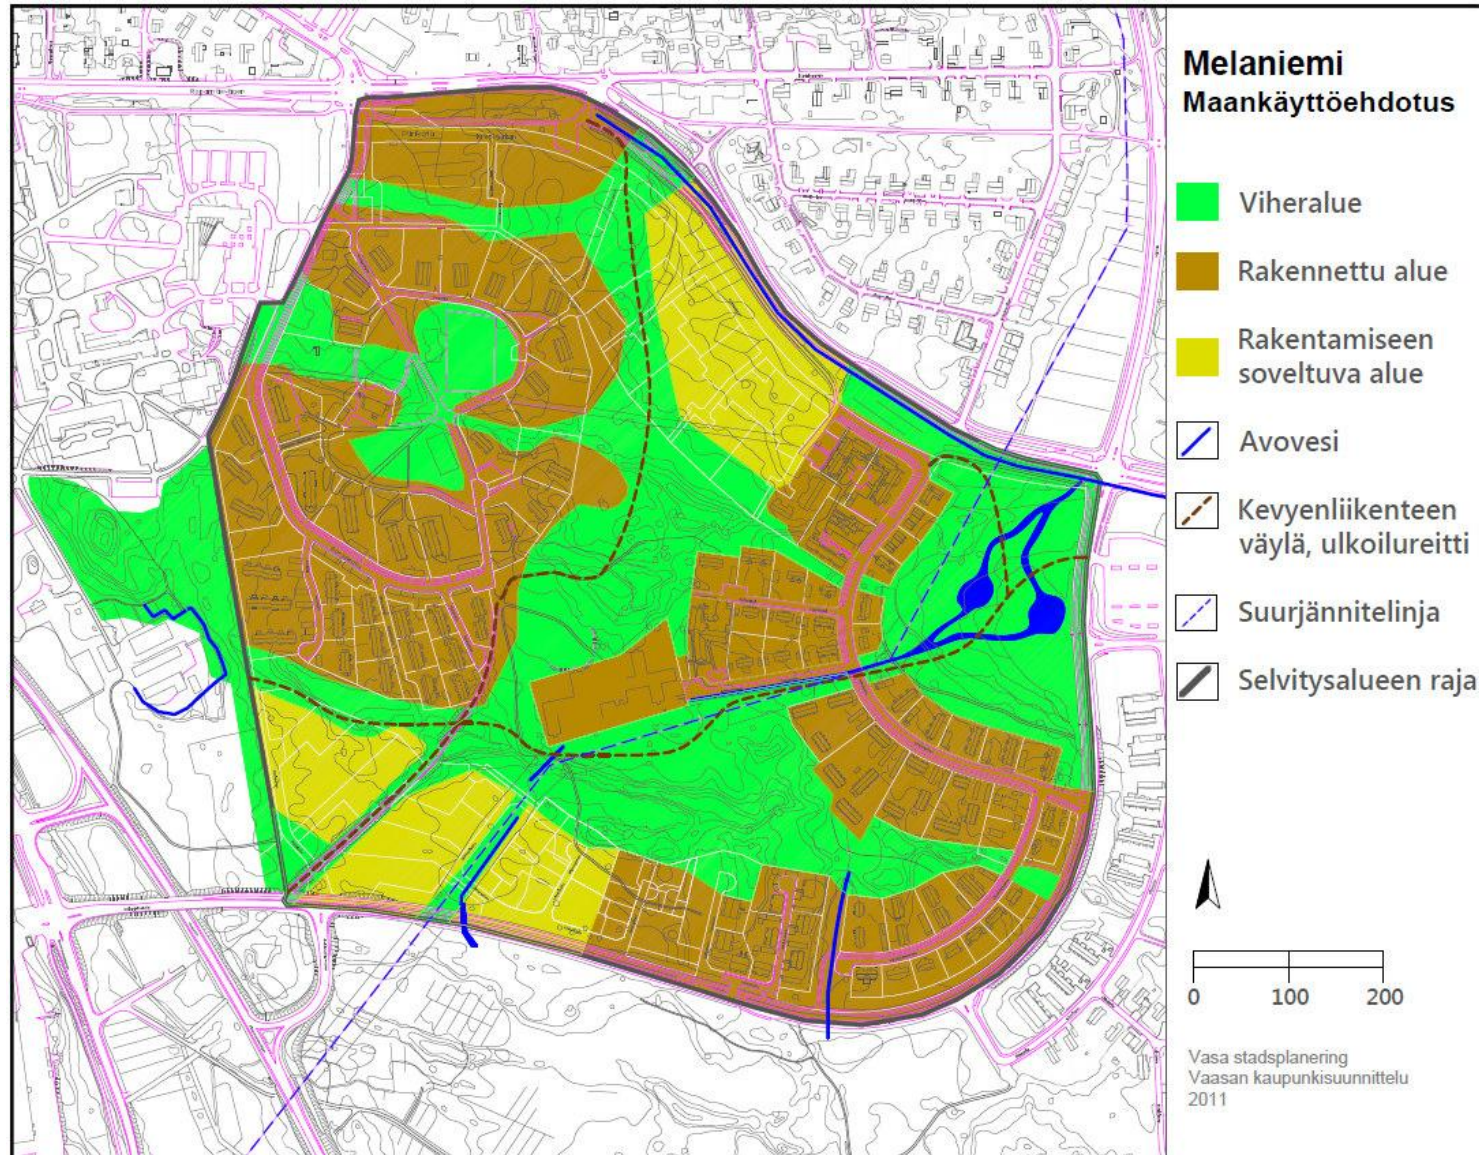 Melaniemi
Maankäyttöehdotus
Viheralue
Rakennettu alue
Rakentamiseen
soveltuva alue
Avovesi
Kevyenliikenteen
väylä, ulkoilureitti
Suurjännitelinja
Selvitysalueen raja
0 100 200
Vasa stadsplanering
Vaasan kaupunkisuunnittelu
2011
1